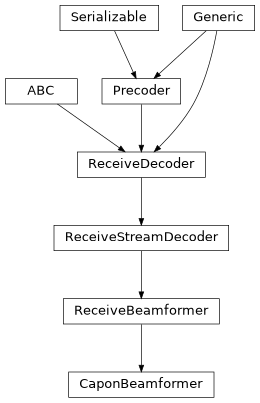 Serializable
Generic
ABC
Precoder
ReceiveDecoder
ReceiveStreamDecoder
ReceiveBeamformer
CaponBeamformer